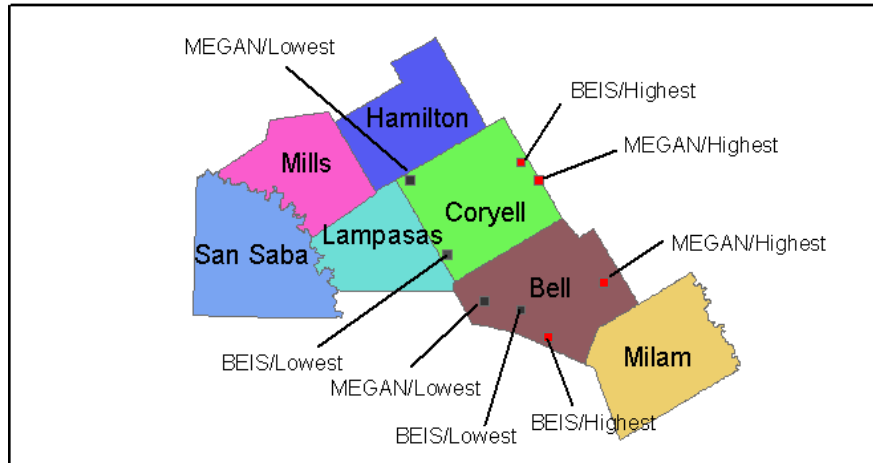 MEGAN/Lowest
BEIS/Highest
Hamilton
MEGAN/Highest
Mills
Coryell
Lampasas
MEGAN/Highest
San Saba
Bell
BEIS/Lowest
Milam
MEGAN/Lowest
BEIS/Highest
BEIS/Lowest